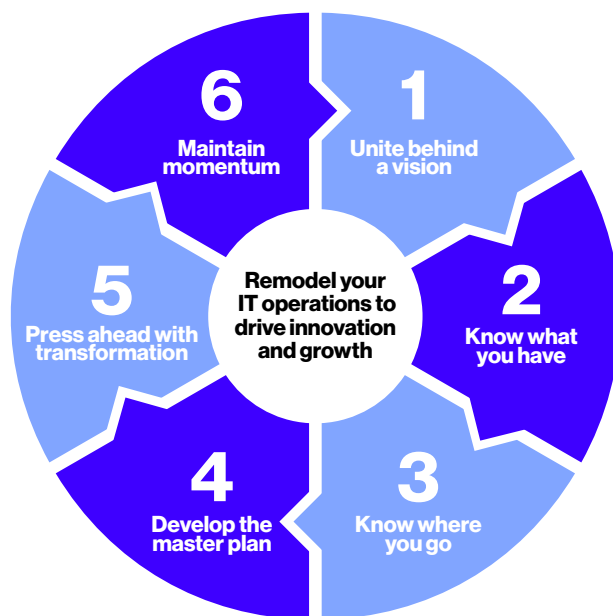 1
Unite behind
a vision
2
Know what
you have
3
Know where
you go
4
Develop the
master plan
5
Press ahead with
transformation
6
Maintain
momentum
Remodel your
IT operations to
drive innovation
and growth